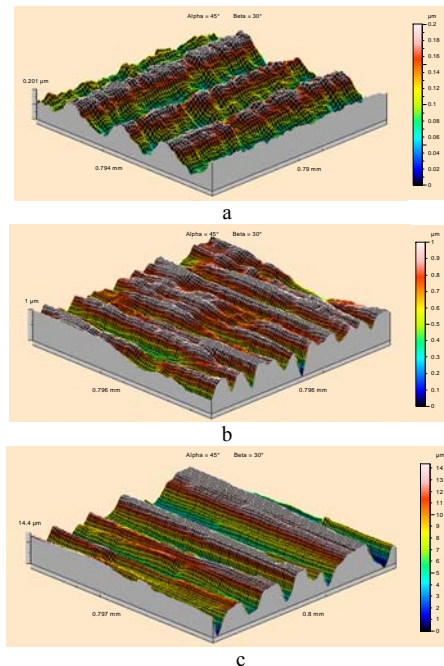 Alpha = 45° Beta = 30°
µm
0.2
0.18
0.16
0.14
0.12
0.1
0.08
0.06
0.04
0.02
0
0.201 µm
0.794 mm
0.79 mm
a
Alpha = 45° Beta = 30°
µm
1
0.9
0.8
0.7
0.6
0.5
0.4
0.3
0.2
0.1
0
1 µm
0.796 mm
0.796 mm
b
Alpha = 45° Beta = 30°
µm
14
13
12
11
10
9
8
7
6
5
4
3
2
1
0
14.4 µm
0.797 mm
0.8 mm
c